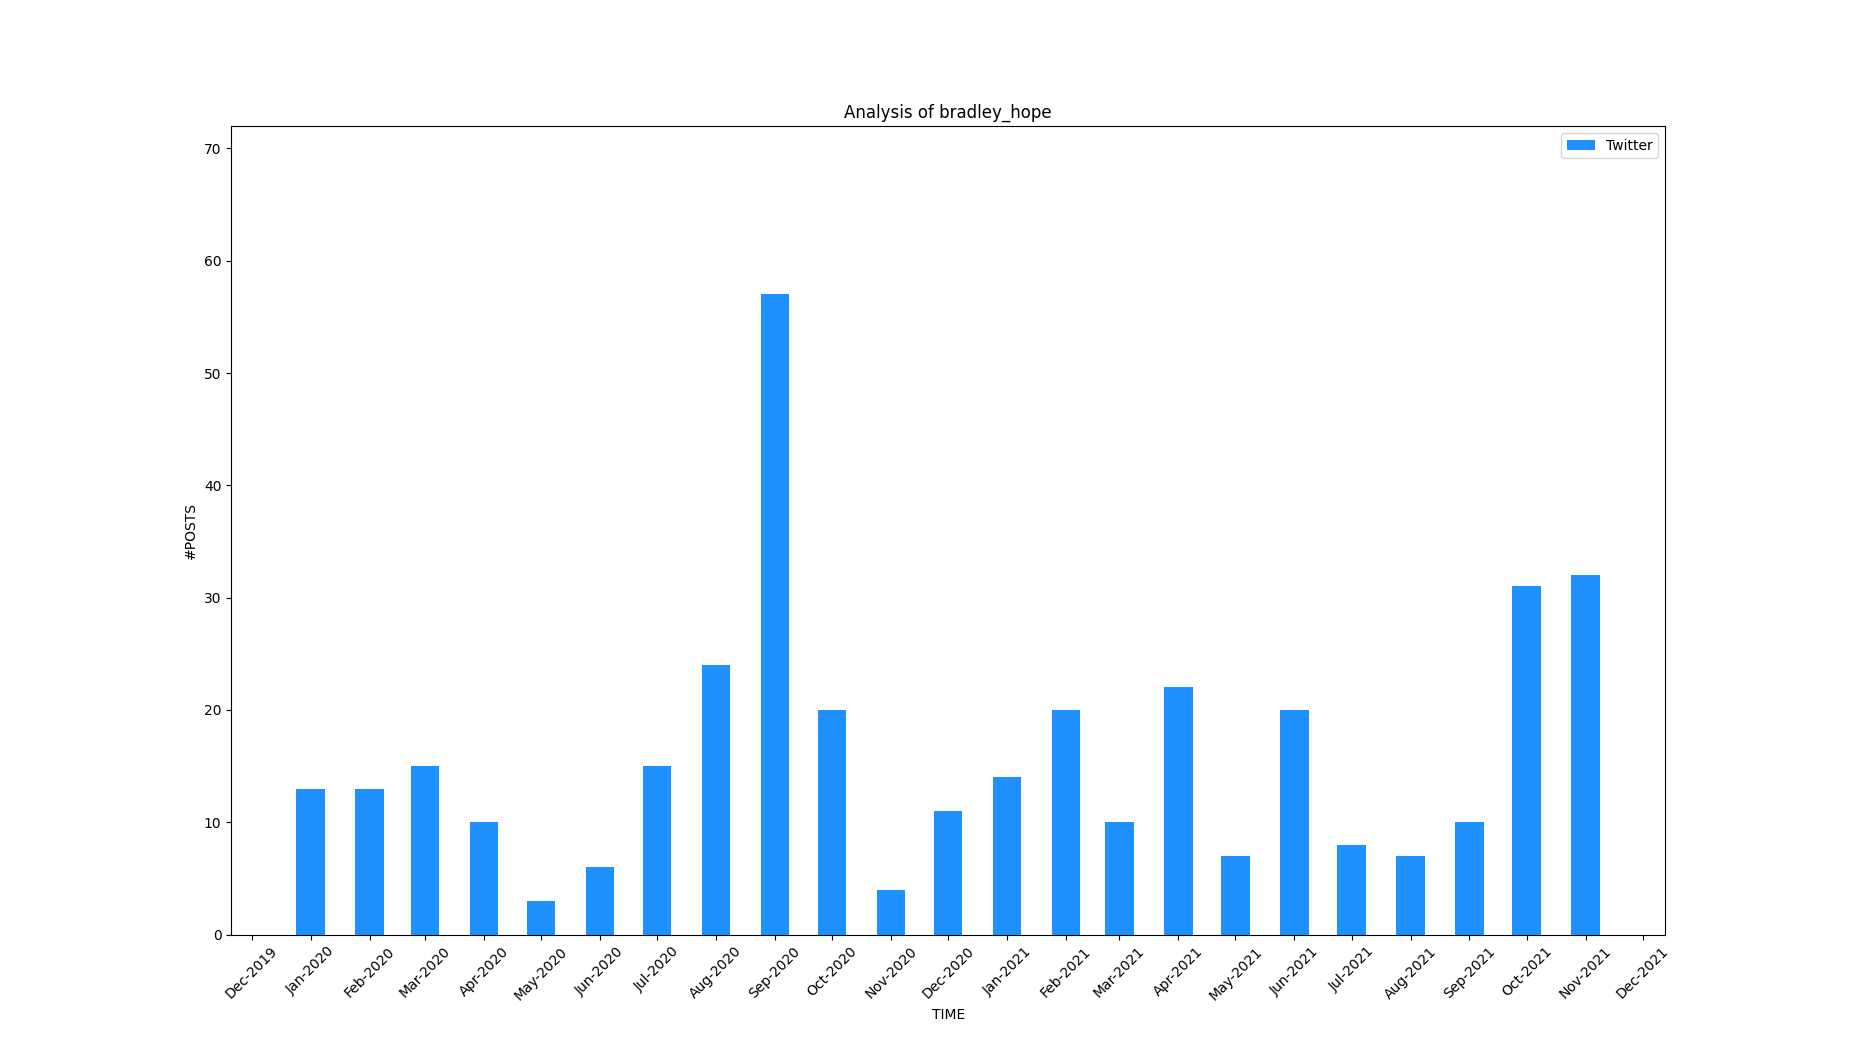 Analysis of bradley_hope
Twitter
70
60
50
40
30
20
10
0
#POSTS
Dec-2019
Jan-2020
Feb-2020
Mar-2020
Apr-2020
May-2020
Jun-2020
Jul-2020
Aug-2020
Sep-2020
Oct-2020
Nov-2020
Dec-2020
Jan-2021
Feb-2021
Mar-2021
Apr-2021
May-2021
Jun-2021
Jul-2021
Aug-2021
Sep-2021
Oct-2021
Nov-2021
Dec-2021
TIME